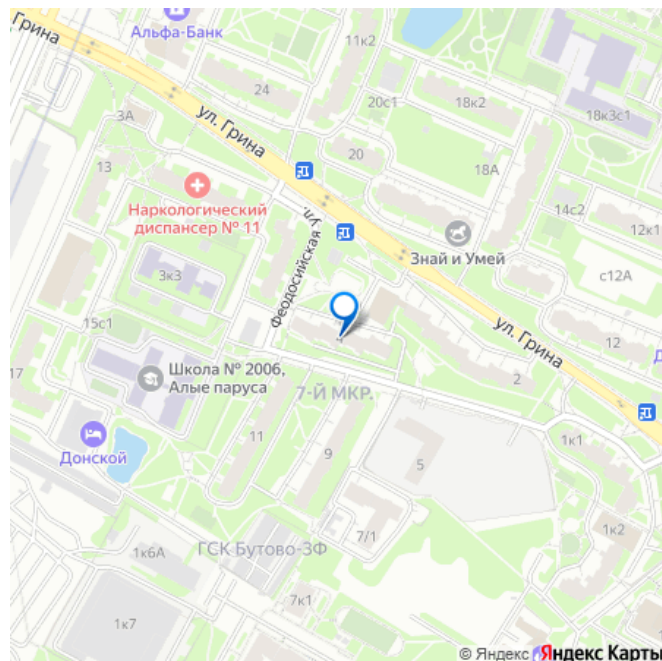 Грина
Альфа-Банк
11к2
24
20с1
18к2
18к3с1
3А
ул. Грина
20
18А
13
14с2
Наркологический
диспансер № 11
Феодосийская ул.
12к1
Знай и Умей
3к3
с12А
15с1
ул. Грина
12
Школа № 2006,
Алые паруса
17
2
7-Й МКР.
Донской
11
9
5
1к1
7/1
1к2
1к6А
ГСК Бутово-3Ф
7к1
1к7
© Яндекс Яндекс Карты